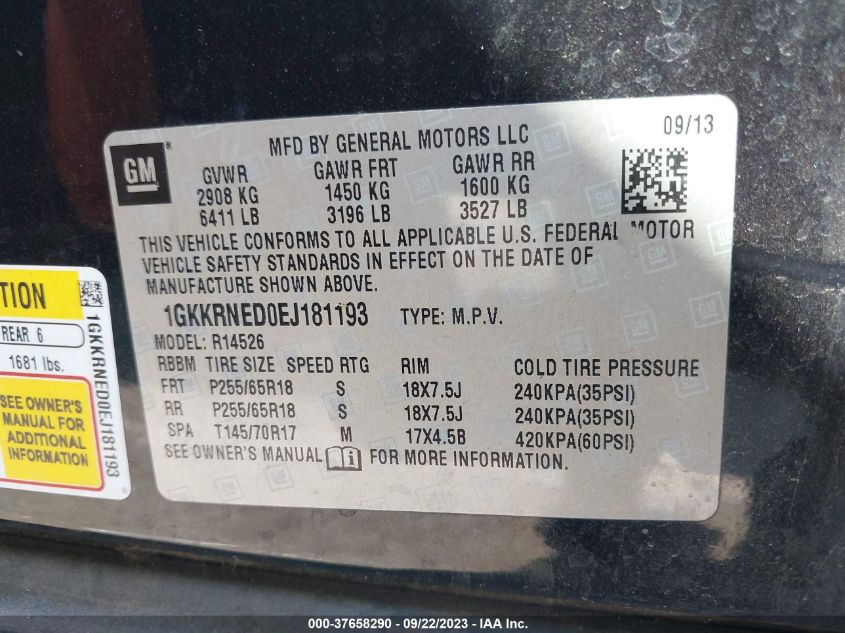 GM
MFD BY GENERAL MOTORS LLC
09/13
GVWR GAWR FRT GAWR RR
2908 KG 1450 KG 1600 KG
6411 LB 3196 LB 3527 LB
THIS VEHICLE CONFORMS TO ALL APPLICABLE U.S. FEDERAL MOTOR
VEHICLE SAFETY STANDARDS IN EFFECT ON THE DATE OF
MANUFACTURE SHOWN ABOVE.
1GKKRNED0EJ181193 TYPE: M.P.V.
MODEL: R14526
RBBM TIRE SIZE SPEED RTG RIM COLD TIRE PRESSURE
FRT P255/65R18 S 18X7.5J 240KPA(35PSI)
RR P255/65R18 S 18X7.5J 240KPA(35PSI)
SPA T145/70R17 M 17X4.5B 420KPA(60PSI)
SEE OWNER'S MANUAL FOR MORE INFORMATION.
REAR 6
1681 lbs.
SEE OWNER'S
MANUAL FOR
ADDITIONAL
INFORMATION
1GKKRNED0EJ181193
000-37658290 - 09/22/2023 - © IAA Holdings, LLC.